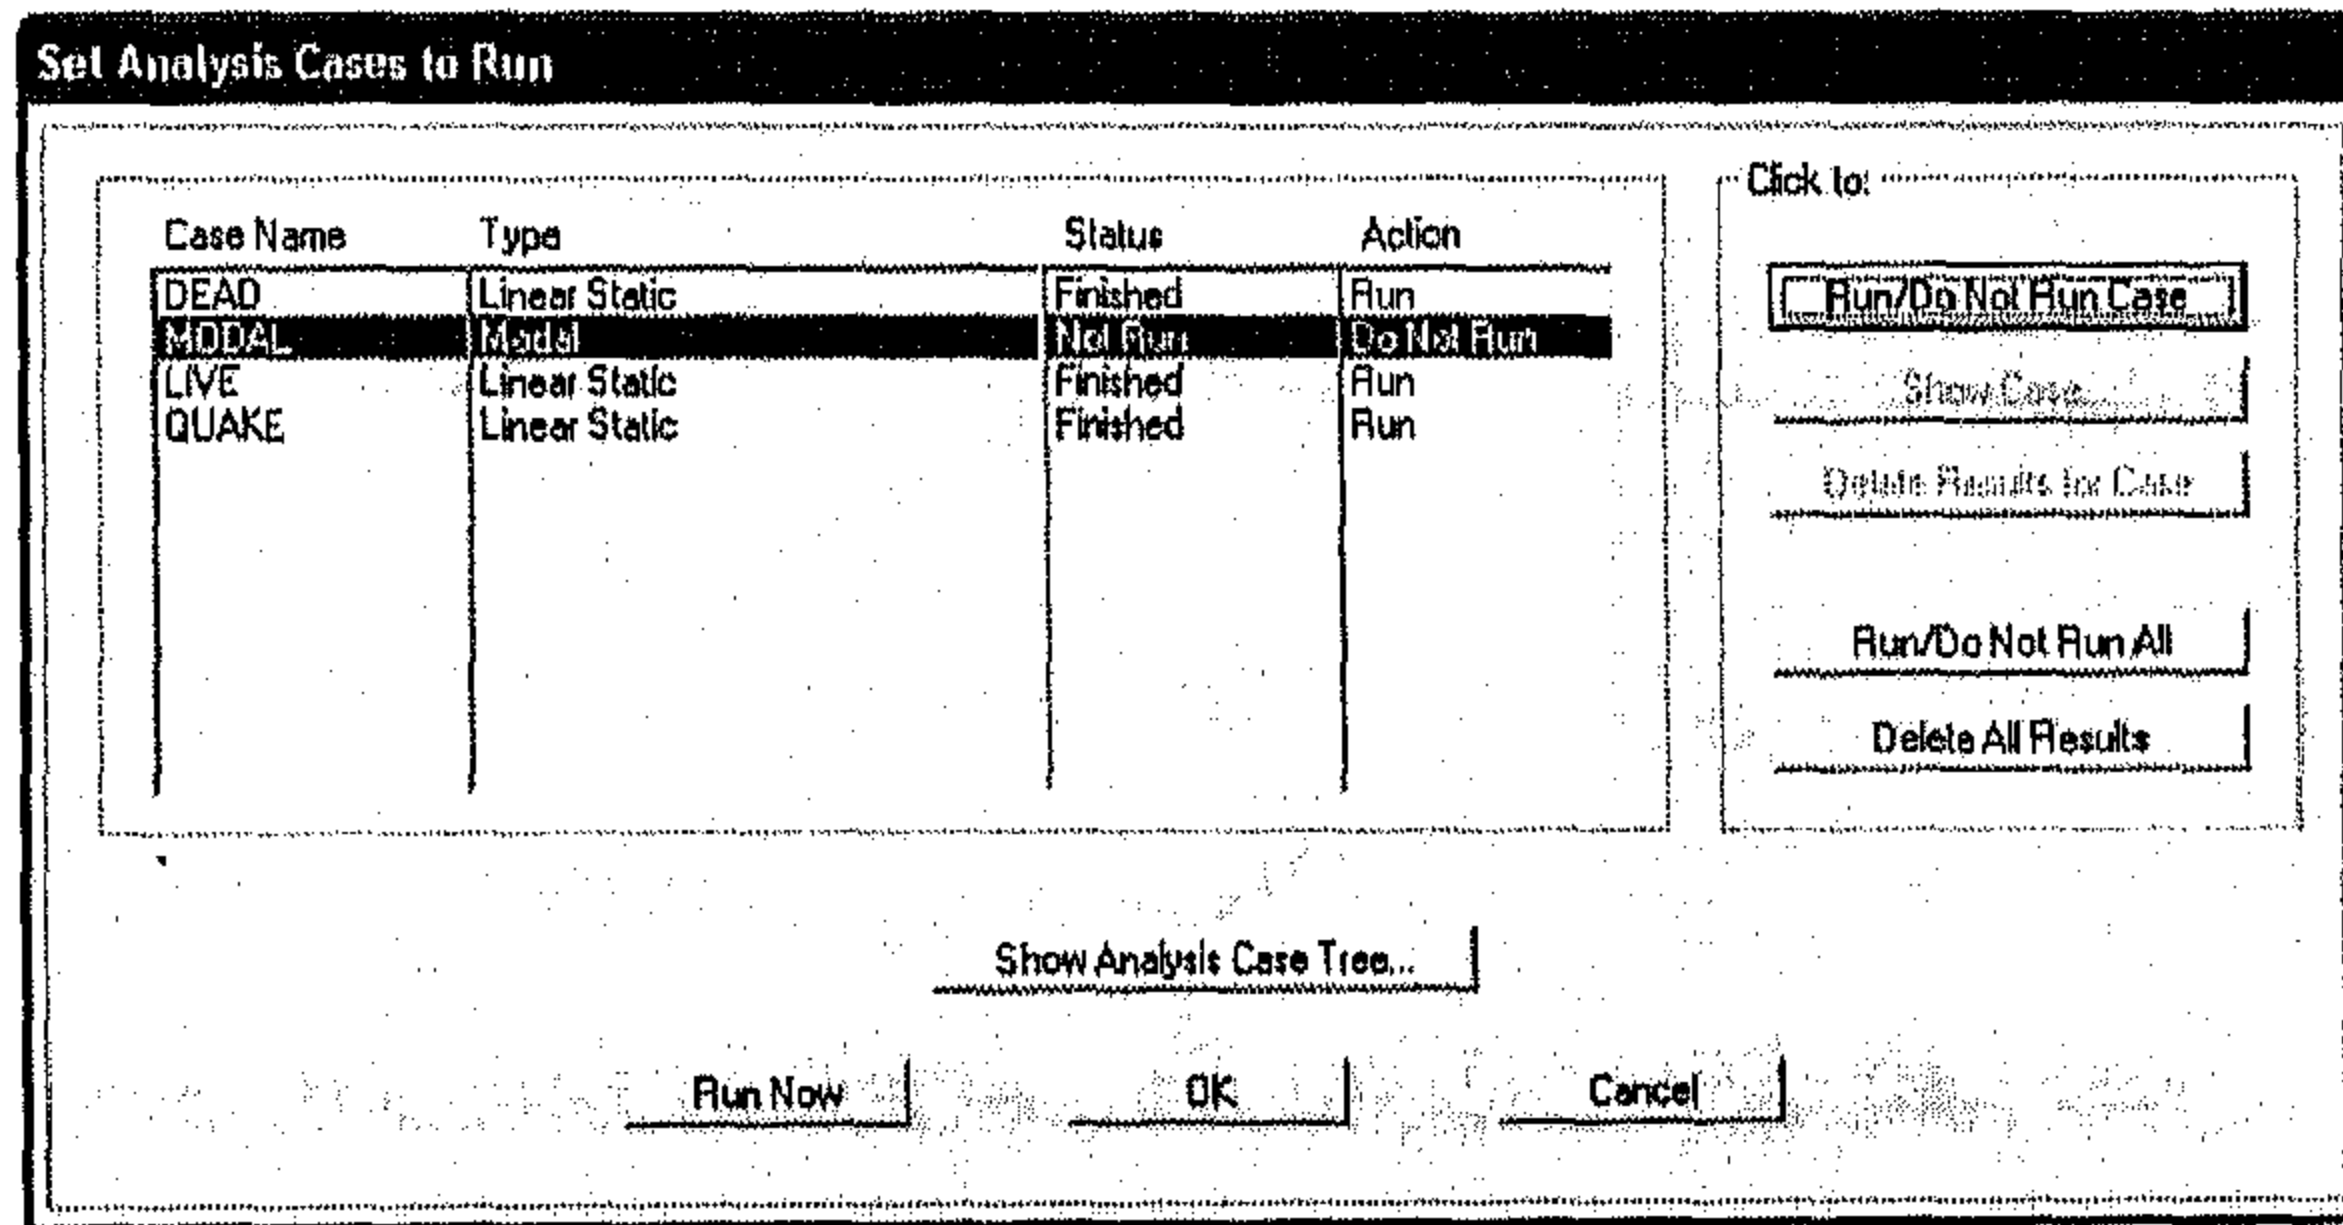 Set Analysis Cases to Run
Click to:
Case Name Type Status Action
DEAD Linear Static Finished Run
MODAL Modal Not Run Do Not Run
LIVE Linear Static Finished Run
QUAKE Linear Static Finished Run
Run/Do Not Run Case
Show Case...
Delete Results for Case
Run/Do Not Run All
Delete All Results
Show Analysis Case Tree...
Run Now OK Cancel